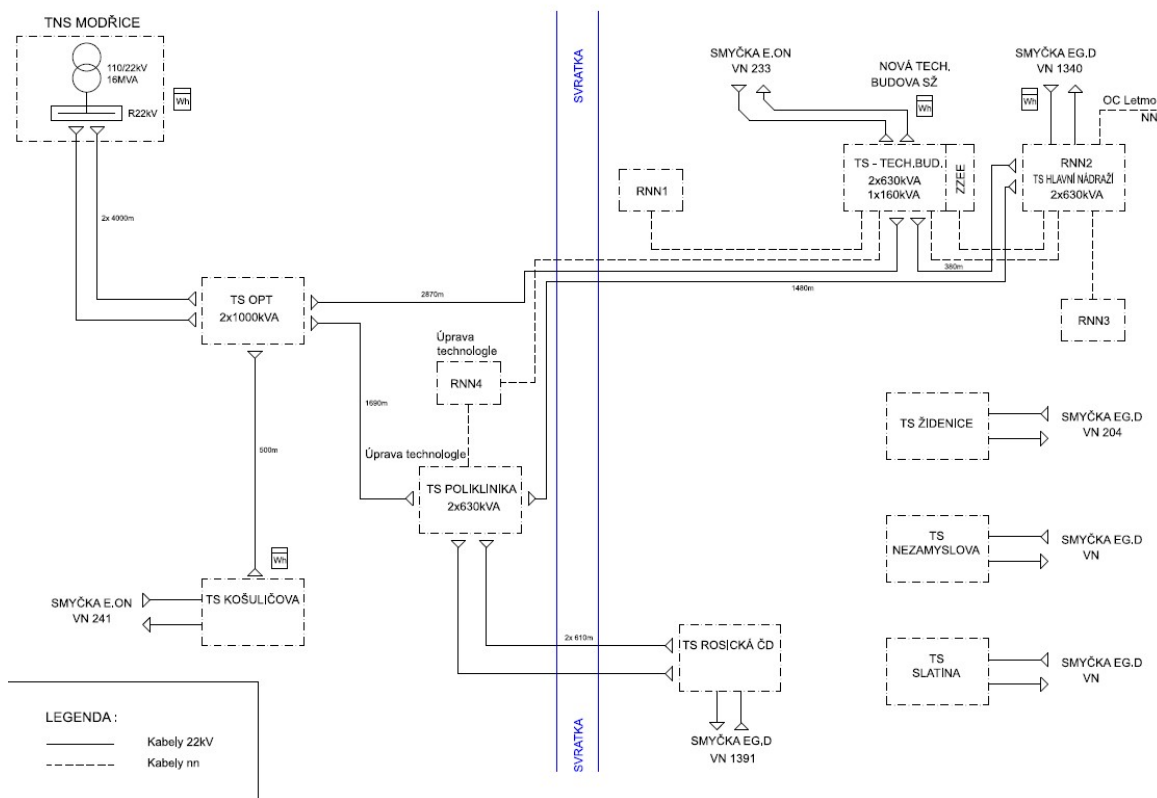 TNS MODŘICE
110/22kV
16MVA
R22kV
Wh
2x 4000m
SVRATKA
SMYČKA E.ON
VN 233
NOVÁ TECH.
BUDOVA SŽ
Wh
SMYČKA EG.D
VN 1340
Wh
OC Letmo
NN
RNN1
TS - TECH.BUD.
2x630kVA
1x160kVA
ZZEE
RNN2
TS HLAVNÍ NÁDRAŽÍ
2x630kVA
TS OPT
2x1000kVA
2870m
380m
1480m
RNN3
Úprava
technologie
RNN4
1690m
500m
Úprava technologie
TS POLIKLINIKA
2x630kVA
TS ŽIDENICE
SMYČKA EG.D
VN 204
TS
NEZAMYSLOVA
SMYČKA EG.D
VN
Wh
SMYČKA E.ON
VN 241
TS KOŠULIČOVA
2x 610m
TS ROSICKÁ ČD
TS
SLATINA
SMYČKA EG.D
VN
SVRATKA
SMYČKA EG.D
VN 1391
LEGENDA :
Kabely 22kV
Kabely nn